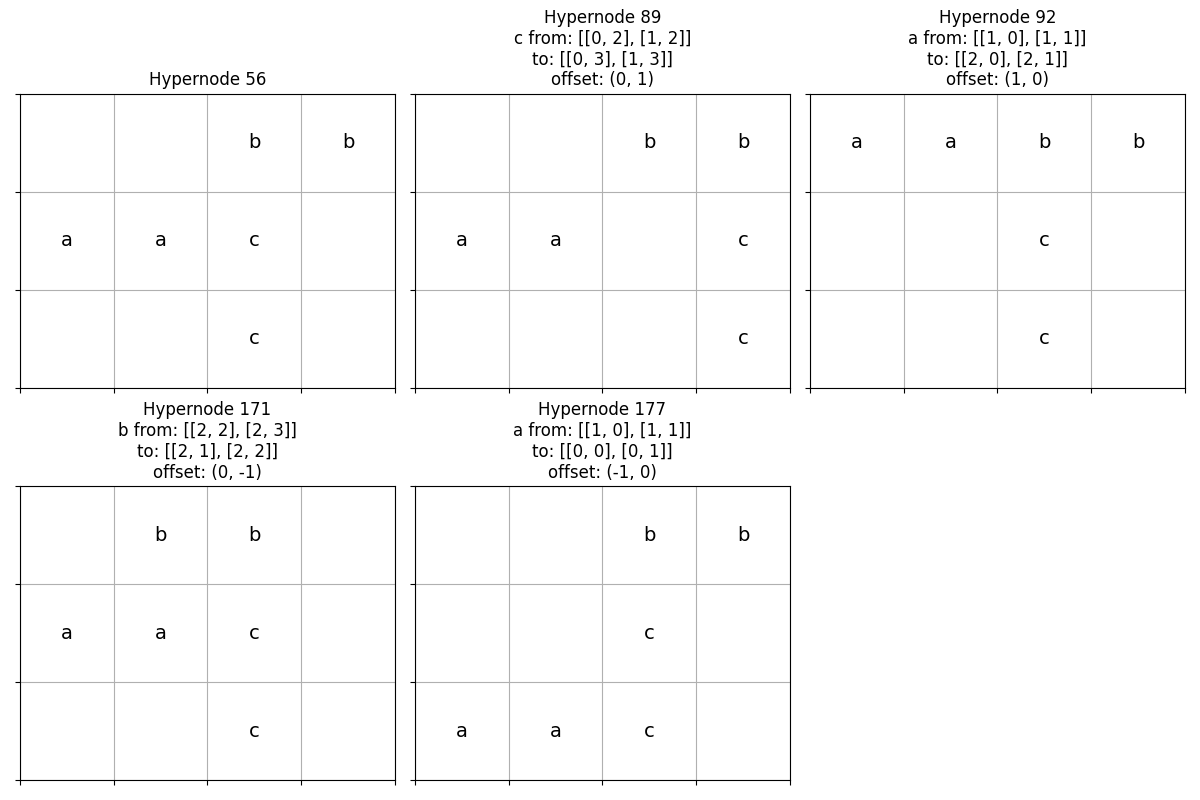 Hypernode 56
b b
a a c
c
Hypernode 89
c from: [[0, 2], [1, 2]]
to: [[0, 3], [1, 3]]
offset: (0, 1)
b b
a a c
c
Hypernode 92
a from: [[1, 0], [1, 1]]
to: [[2, 0], [2, 1]]
offset: (1, 0)
a a b b
c
c
Hypernode 171
b from: [[2, 2], [2, 3]]
to: [[2, 1], [2, 2]]
offset: (0, -1)
b b
a a c
c
Hypernode 177
a from: [[1, 0], [1, 1]]
to: [[0, 0], [0, 1]]
offset: (-1, 0)
b b
c
a a c